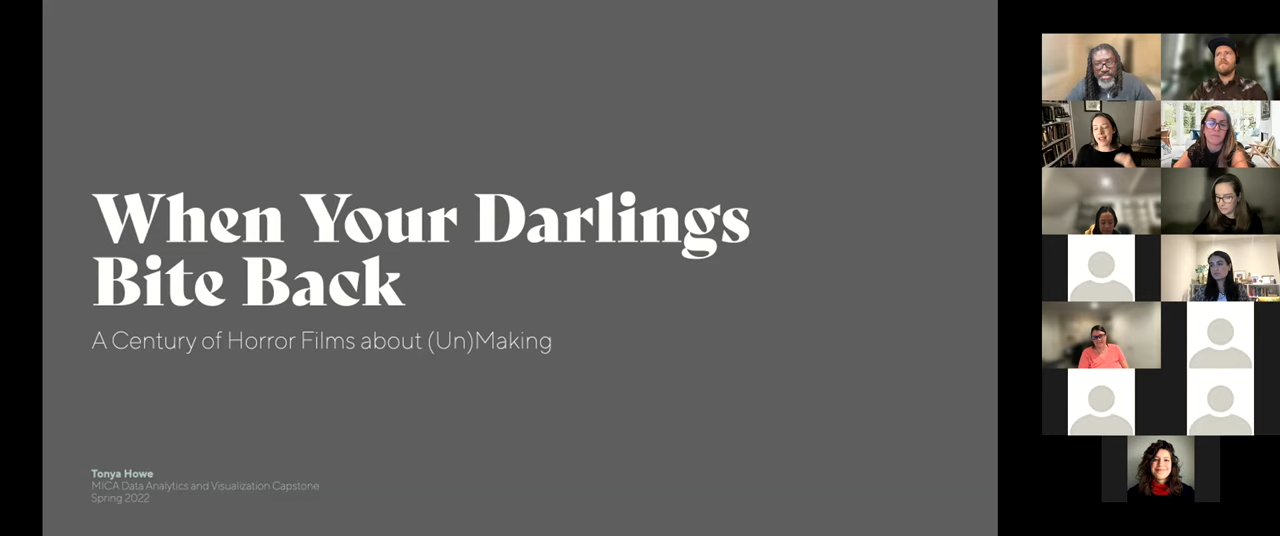 When Your Darlings
Bite Back
A Century of Horror Films about (Un)Making
Tonya Howe
MICA Data Analytics and Visualization Capstone
Spring 2022